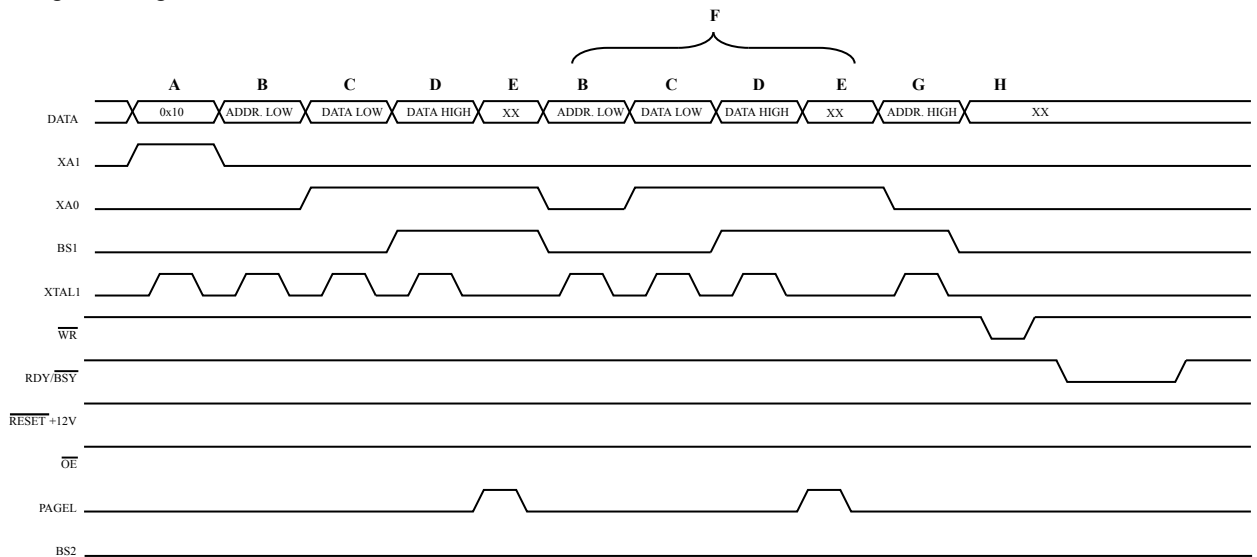 F
A B C D E B C D E G H
DATA 0x10 ADDR. LOW DATA LOW DATA HIGH XX ADDR. LOW DATA LOW DATA HIGH XX ADDR. HIGH XX
XA1
XA0
BS1
XTAL1
WR
RDY/BSY
RESET +12V
OE
PAGEL
BS2